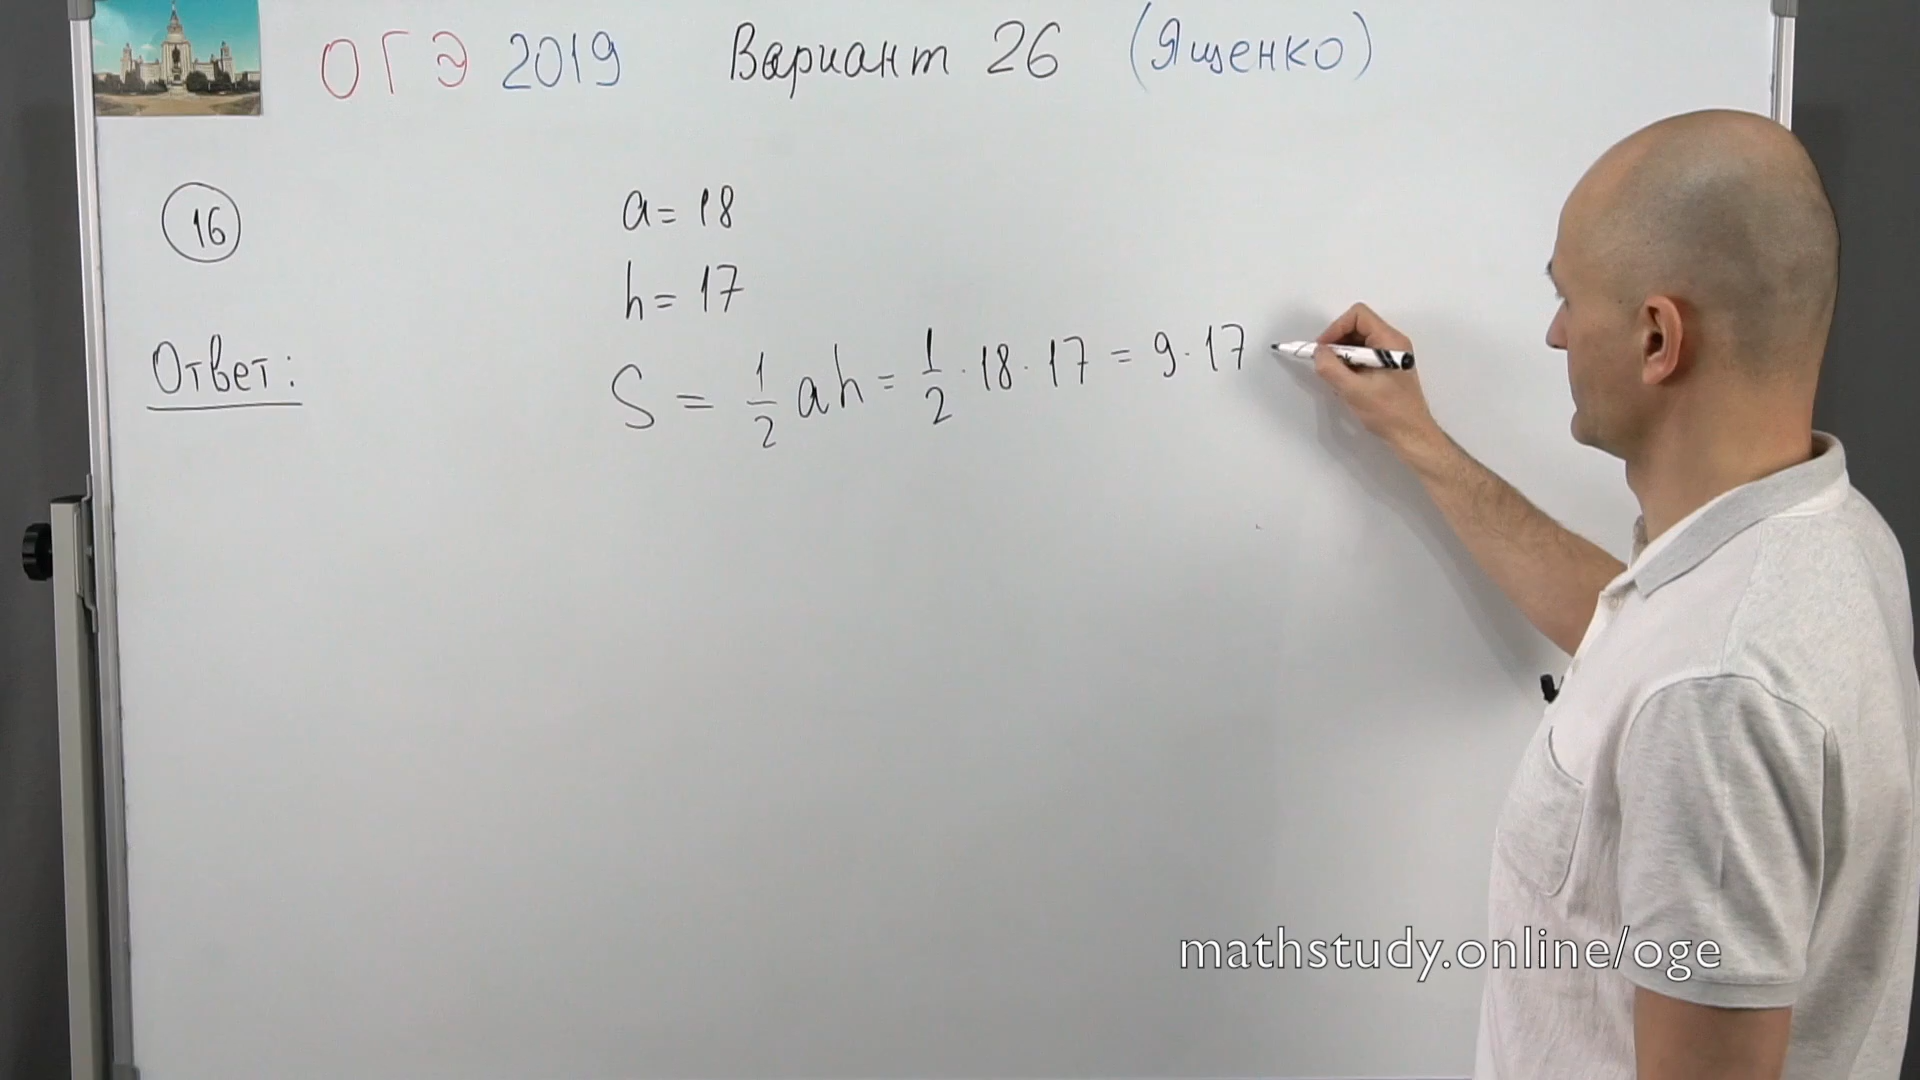 ОГЭ 2019 Вариант 26 (Ященко)
16
a = 18
h = 17
Ответ:
S = 1/2 ah = 1/2 · 18 · 17 = 9 · 17
mathstudy.online/oge